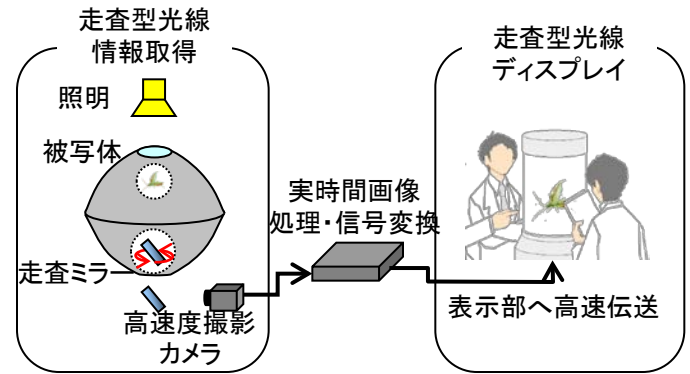 走査型光線
情報取得
照明
被写体
走査ミラー
高速度撮影
カメラ
実時間画像
処理・信号変換
走査型光線
ディスプレイ
表示部へ高速伝送